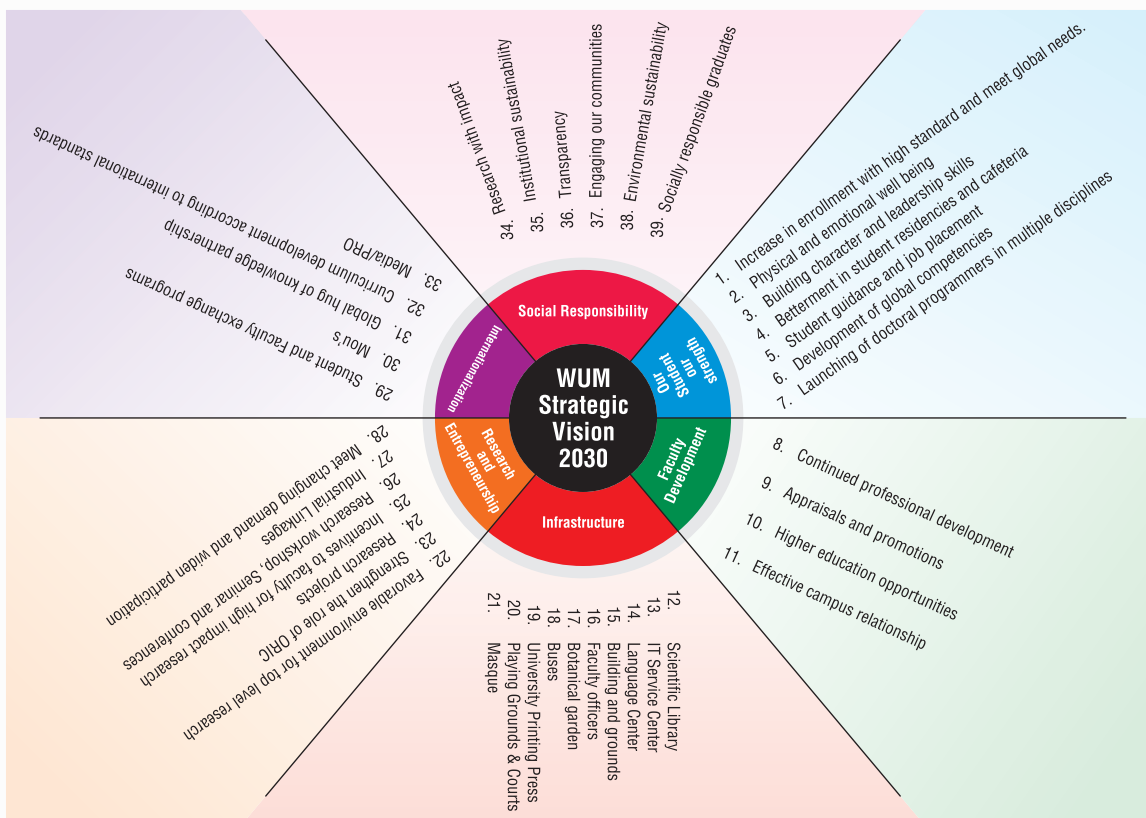 WUM
Strategic
Vision
2030
Our
Student
our
strength
1. Increase in enrollment with high standard and meet global needs.
2. Physical and emotional well being
3. Building character and leadership skills
4. Betterment in student residencies and cafeteria
5. Student guidance and job placement
6. Development of global competencies
7. Launching of doctoral programmers in multiple disciplines
Faculty
Development
8. Continued professional development
9. Appraisals and promotions
10. Higher education opportunities
11. Effective campus relationship
Infrastructure
12. Scientific Library
13. IT Service Center
14. Language Center
15. Building and grounds
16. Faculty officers
17. Botanical garden
18. Buses
19. University Printing Press
20. Playing Grounds & Courts
21. Masque
Research
and
Entrepreneurship
22. Favorable environment for top level research
23. Strengthen the role of ORIC
24. Research projects
25. Incentives to faculty for high impact research
26. Research workshop, Seminar and conferences
27. Industrial Linkages
28. Meet changing demand and widen participation
Internationalization
29. Student and Faculty exchange programs
30. Mou's
31. Global hug of knowledge partnership
32. Curriculum development according to international standards
33. Media/PRO
Social Responsibility
34. Research with impact
35. Institutional sustainability
36. Transparency
37. Engaging our communities
38. Environmental sustainability
39. Socially responsible graduates